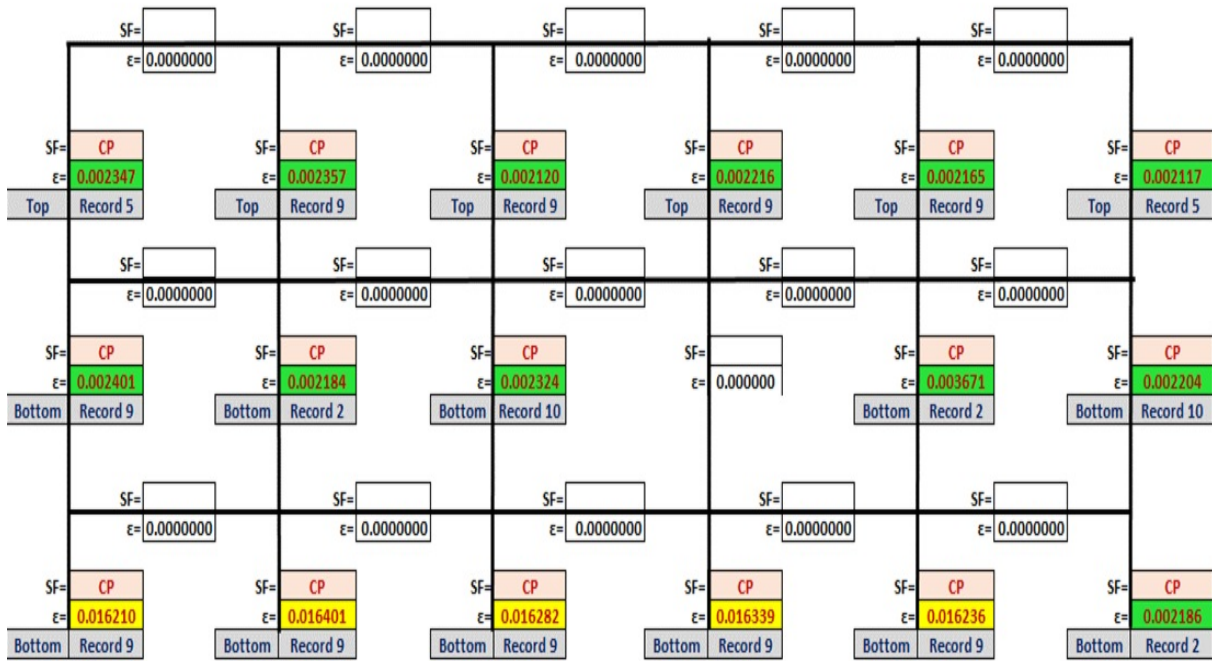 SF= SF= SF= SF= SF=
ε= 0.0000000 ε= 0.0000000 ε= 0.0000000 ε= 0.0000000 ε= 0.0000000
SF= CP SF= CP SF= CP SF= CP SF= CP SF= CP
ε= 0.002347 ε= 0.002357 ε= 0.002120 ε= 0.002216 ε= 0.002165 ε= 0.002117
Top Record 5 Top Record 9 Top Record 9 Top Record 9 Top Record 9 Top Record 5
SF= SF= SF= SF= SF=
ε= 0.0000000 ε= 0.0000000 ε= 0.0000000 ε= 0.0000000 ε= 0.0000000
SF= CP SF= CP SF= CP SF= SF= CP SF= CP
ε= 0.002401 ε= 0.002184 ε= 0.002324 ε= 0.000000 ε= 0.003671 ε= 0.002204
Bottom Record 9 Bottom Record 2 Bottom Record 10 Bottom Record 2 Bottom Record 10
SF= SF= SF= SF= SF=
ε= 0.0000000 ε= 0.0000000 ε= 0.0000000 ε= 0.0000000 ε= 0.0000000
SF= CP SF= CP SF= CP SF= CP SF= CP SF= CP
ε= 0.016210 ε= 0.016401 ε= 0.016282 ε= 0.016339 ε= 0.016236 ε= 0.002186
Bottom Record 9 Bottom Record 9 Bottom Record 9 Bottom Record 9 Bottom Record 9 Bottom Record 2